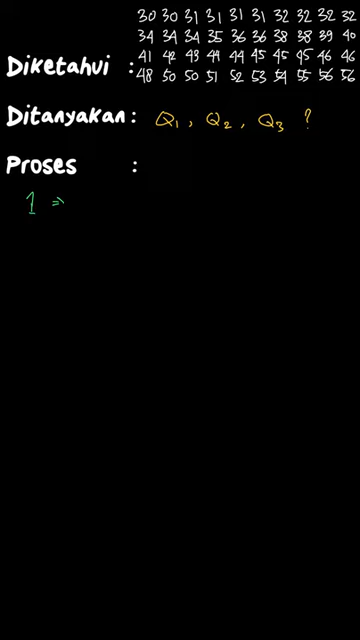 30 30 31 31 31 31 32 32 32 32
34 34 34 35 36 36 38 38 39 40
41 42 43 44 44 45 45 45 46 46
48 50 50 51 52 53 54 55 56 56
Diketahui :
Ditanyakan : Q1, Q2, Q3 ?
Proses :
1 =>